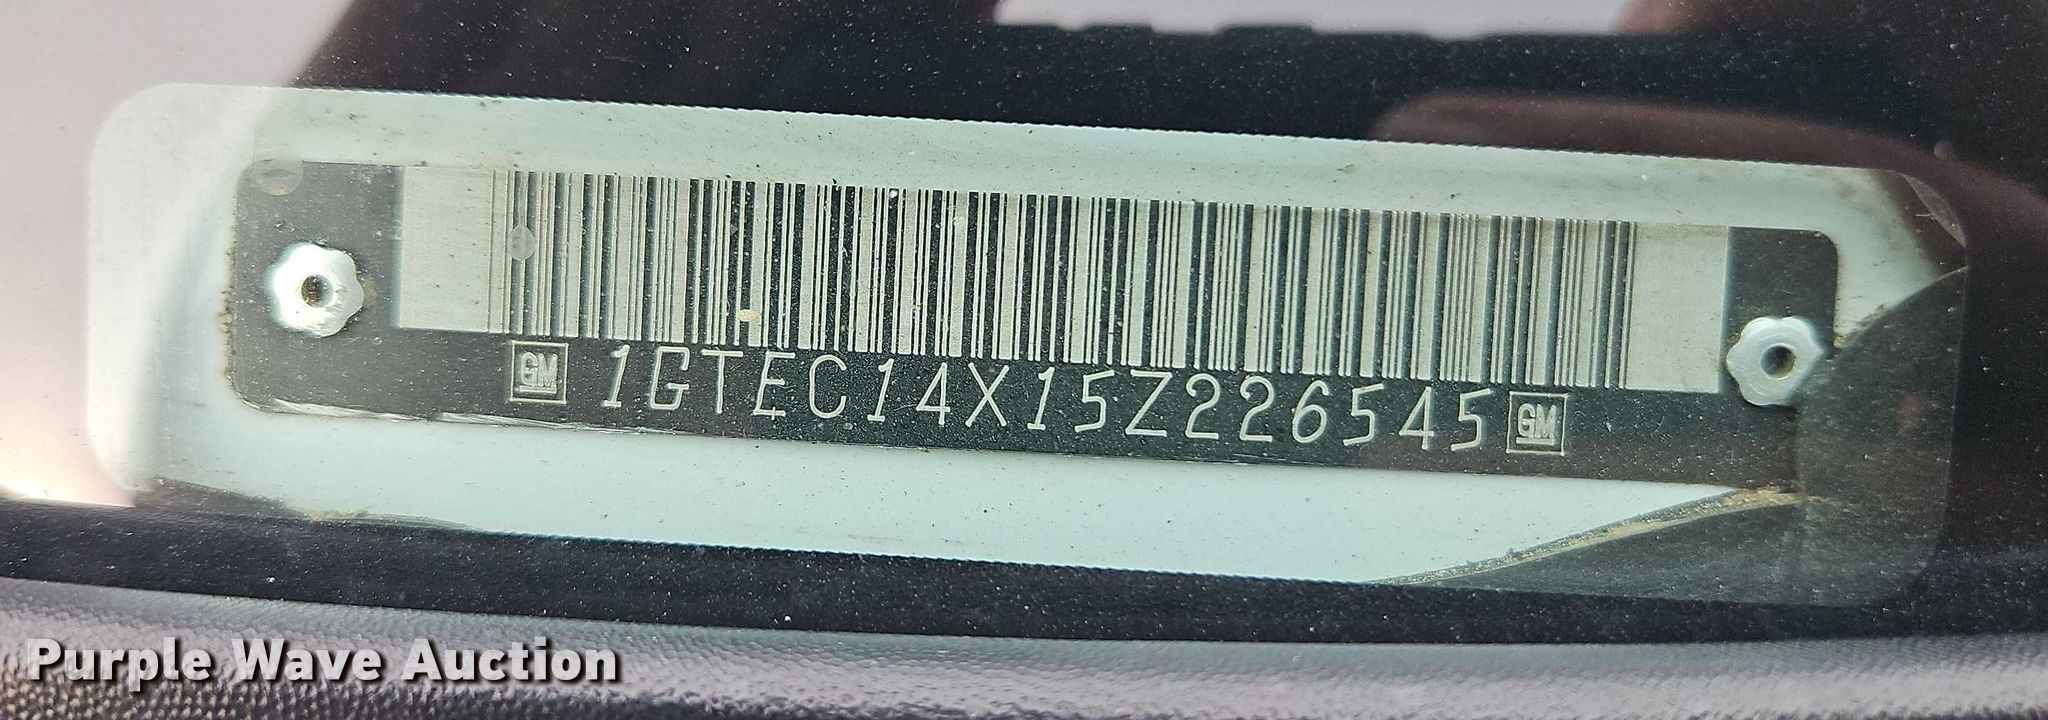 GM 1GTEC14X15Z226545 GM
Purple Wave Auction